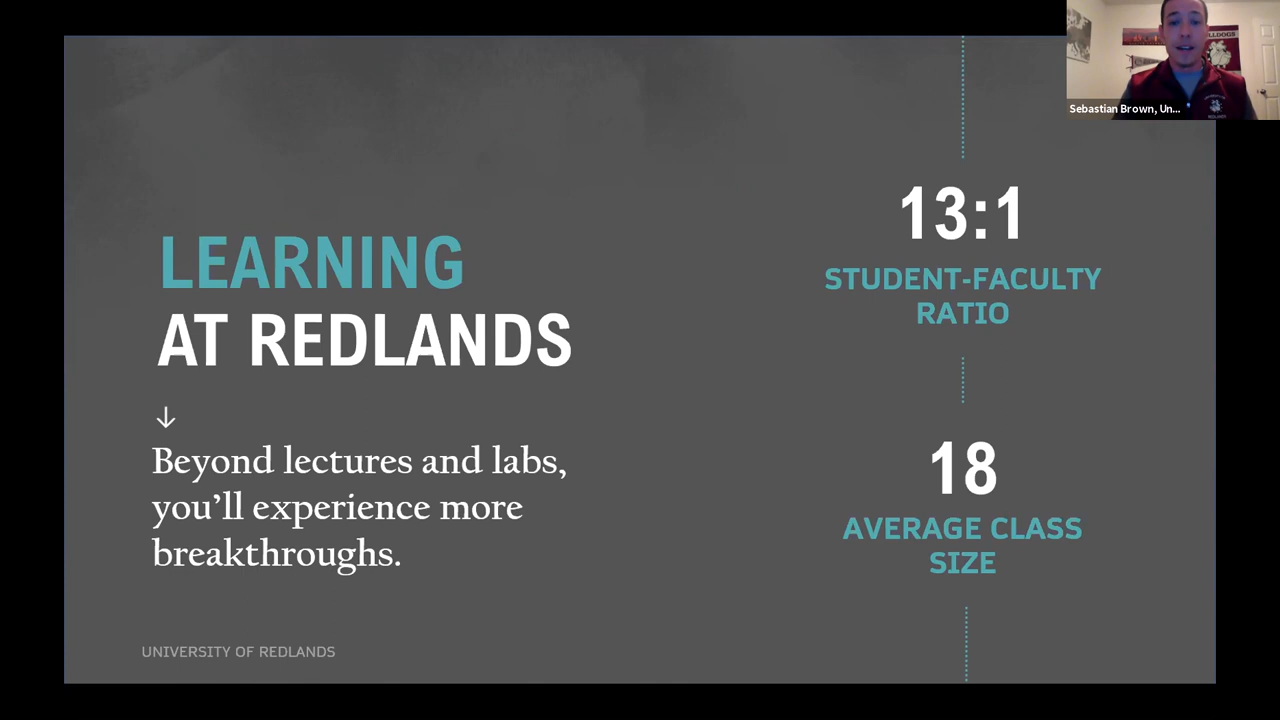 LEARNING
AT REDLANDS
↓
Beyond lectures and labs,
you'll experience more
breakthroughs.
UNIVERSITY OF REDLANDS
13:1
STUDENT-FACULTY
RATIO
18
AVERAGE CLASS
SIZE
Sebastian Brown, Un...